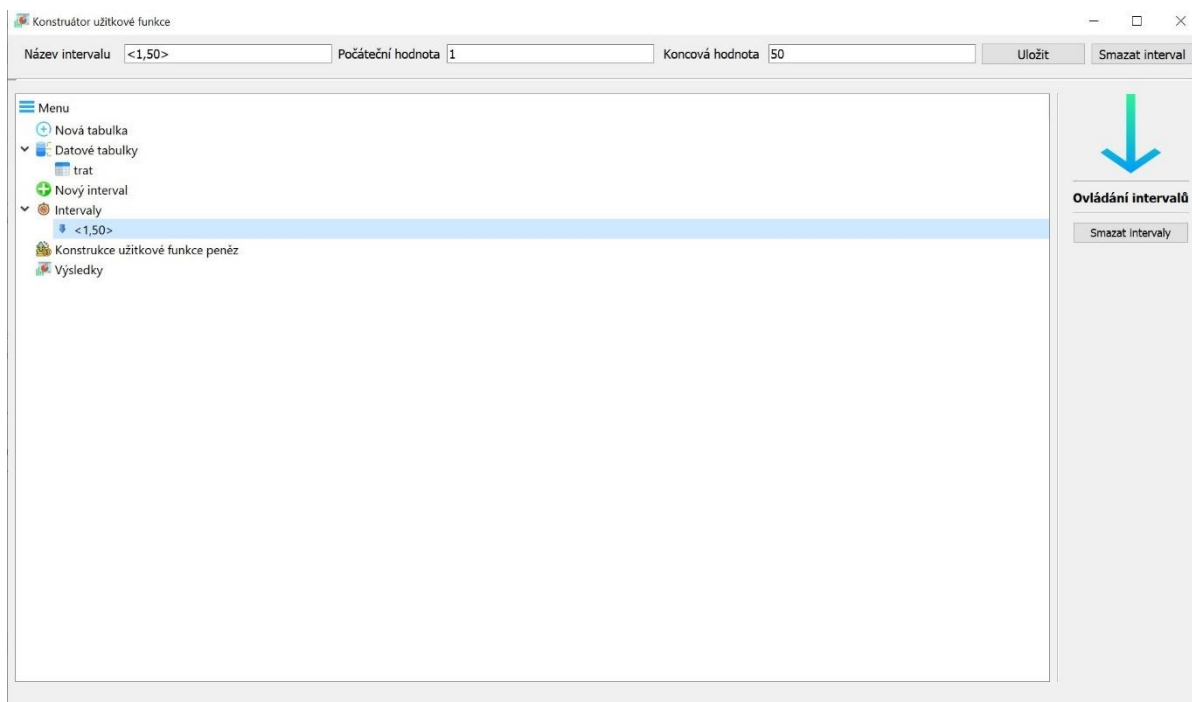 Konstruátor užitkové funkce
Název intervalu <1,50> Počáteční hodnota 1 Koncová hodnota 50 Uložit Smazat interval
Menu
Nová tabulka
Datové tabulky
trat
Nový interval
Intervaly
<1,50>
Konstrukce užitkové funkce peněz
Výsledky
Ovládání intervalů
Smazat intervaly